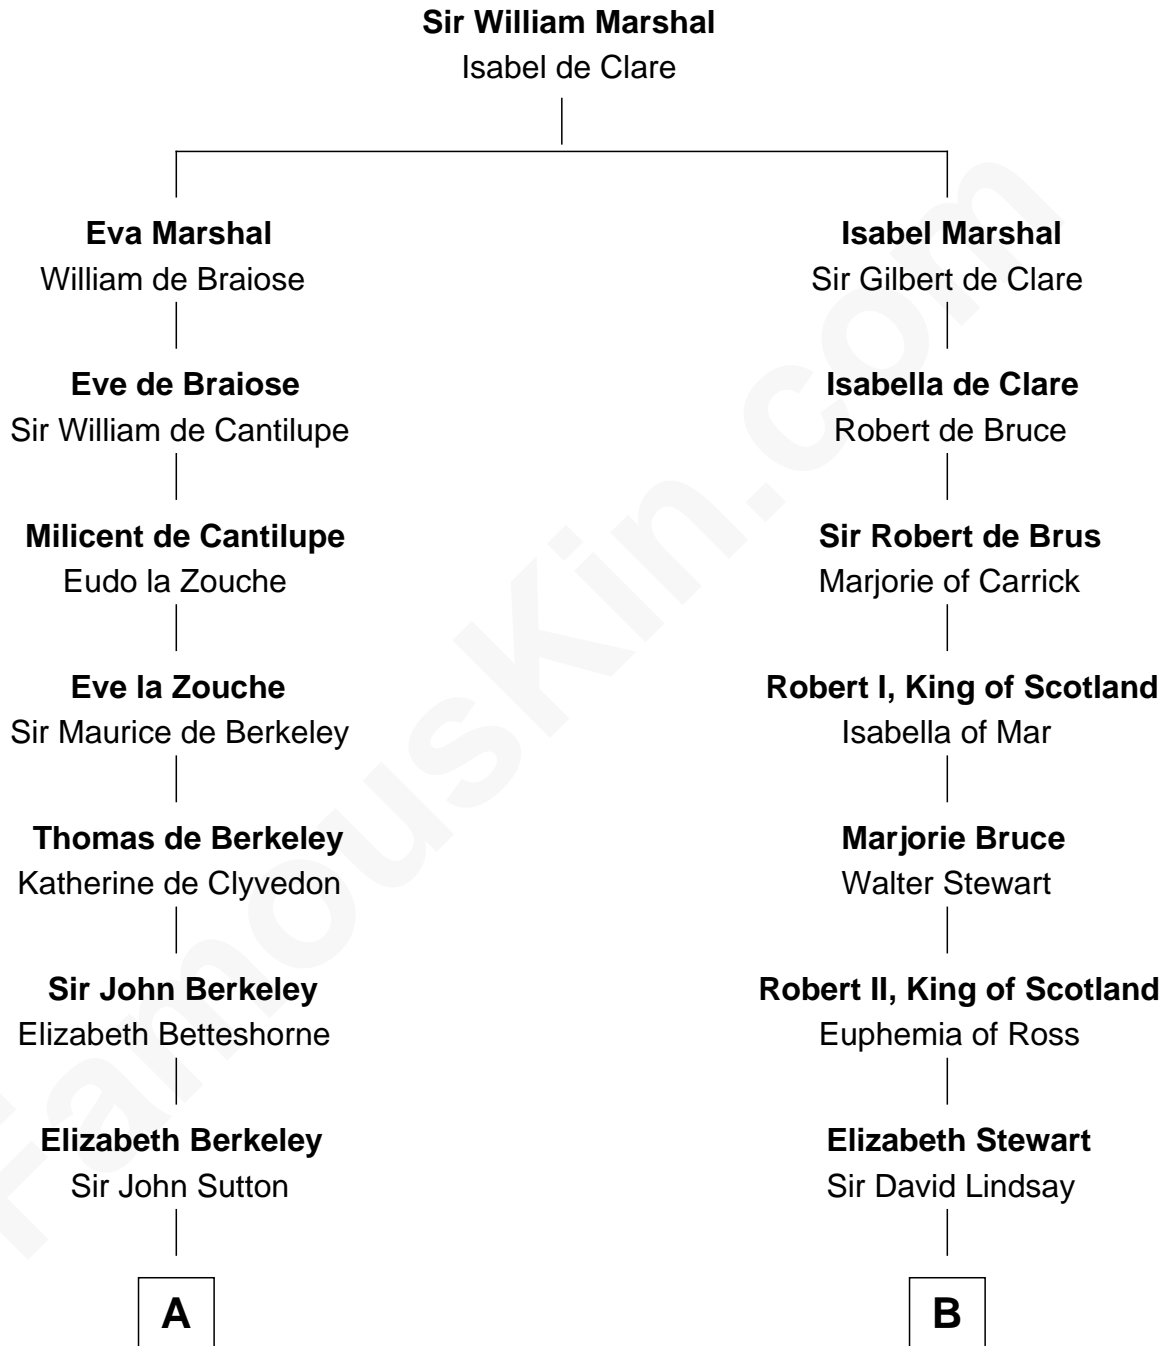 Sir William Marshal
Isabel de Clare
Eva Marshal
William de Braiose
Isabel Marshal
Sir Gilbert de Clare
Eve de Braiose
Sir William de Cantilupe
Isabella de Clare
Robert de Bruce
Milicent de Cantilupe
Eudo la Zouche
Sir Robert de Brus
Marjorie of Carrick
Eve la Zouche
Sir Maurice de Berkeley
Robert I, King of Scotland
Isabella of Mar
Thomas de Berkeley
Katherine de Clyvedon
Marjorie Bruce
Walter Stewart
Sir John Berkeley
Elizabeth Betteshorne
Robert II, King of Scotland
Euphemia of Ross
Elizabeth Berkeley
Sir John Sutton
Elizabeth Stewart
Sir David Lindsay
A
B
FamousKin.com